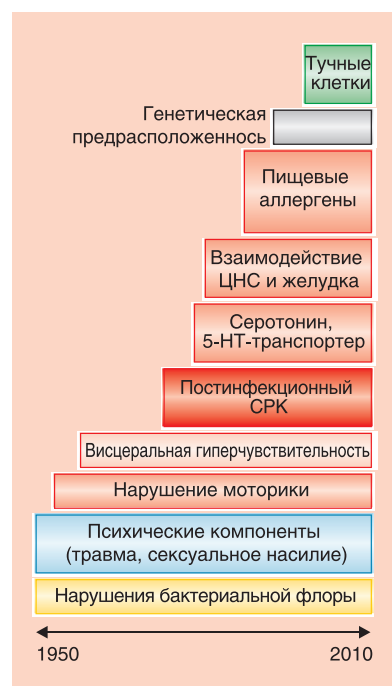 Тучные
клетки
Генетическая
предрасположеннось
Пищевые
аллергены
Взаимодействие
ЦНС и желудка
Серотонин,
5-НТ-транспортер
Постинфекционный
СРК
Висцеральная гиперчувствительность
Нарушение моторики
Психические компоненты
(травма, сексуальное насилие)
Нарушения бактериальной флоры
1950 2010